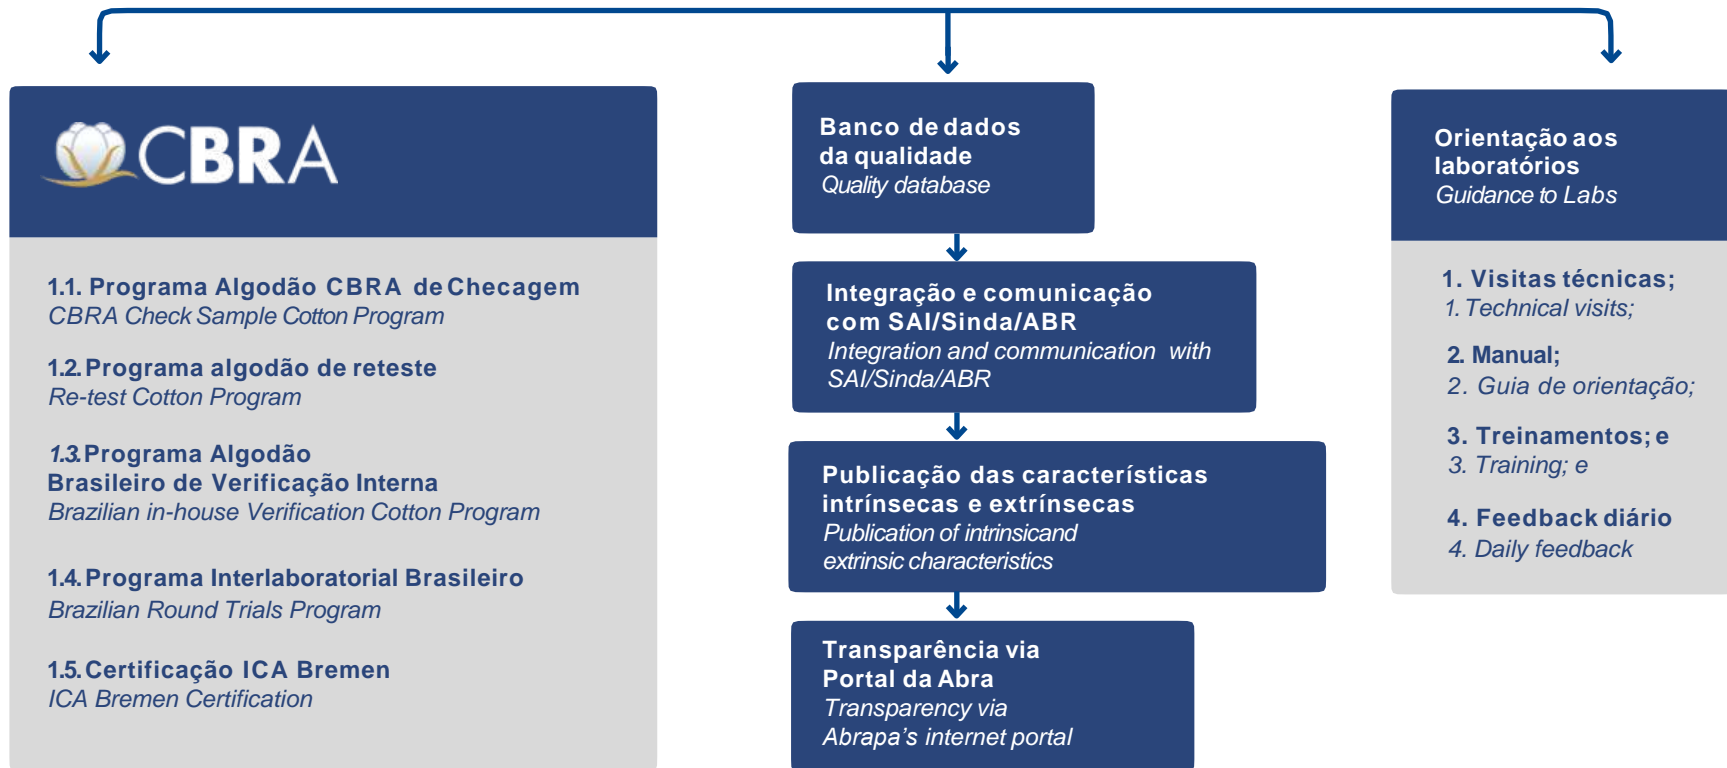 CBRA
1.1. Programa Algodão CBRA de Checagem
CBRA Check Sample Cotton Program
1.2. Programa algodão de reteste
Re-test Cotton Program
1.3. Programa Algodão
Brasileiro de Verificação Interna
Brazilian in-house Verification Cotton Program
1.4. Programa Interlaboratorial Brasileiro
Brazilian Round Trials Program
1.5. Certificação ICA Bremen
ICA Bremen Certification
Banco de dados
da qualidade
Quality database
Integração e comunicação
com SAI/Sinda/ABR
Integration and communication with
SAI/Sinda/ABR
Publicação das características
intrínsecas e extrínsecas
Publication of intrinsicand
extrinsic characteristics
Transparência via
Portal da Abra
Transparency via
Abrapa's internet portal
Orientação aos
laboratórios
Guidance to Labs
1. Visitas técnicas;
1. Technical visits;
2. Manual;
2. Guia de orientação;
3. Treinamentos; e
3. Training; e
4. Feedback diário
4. Daily feedback